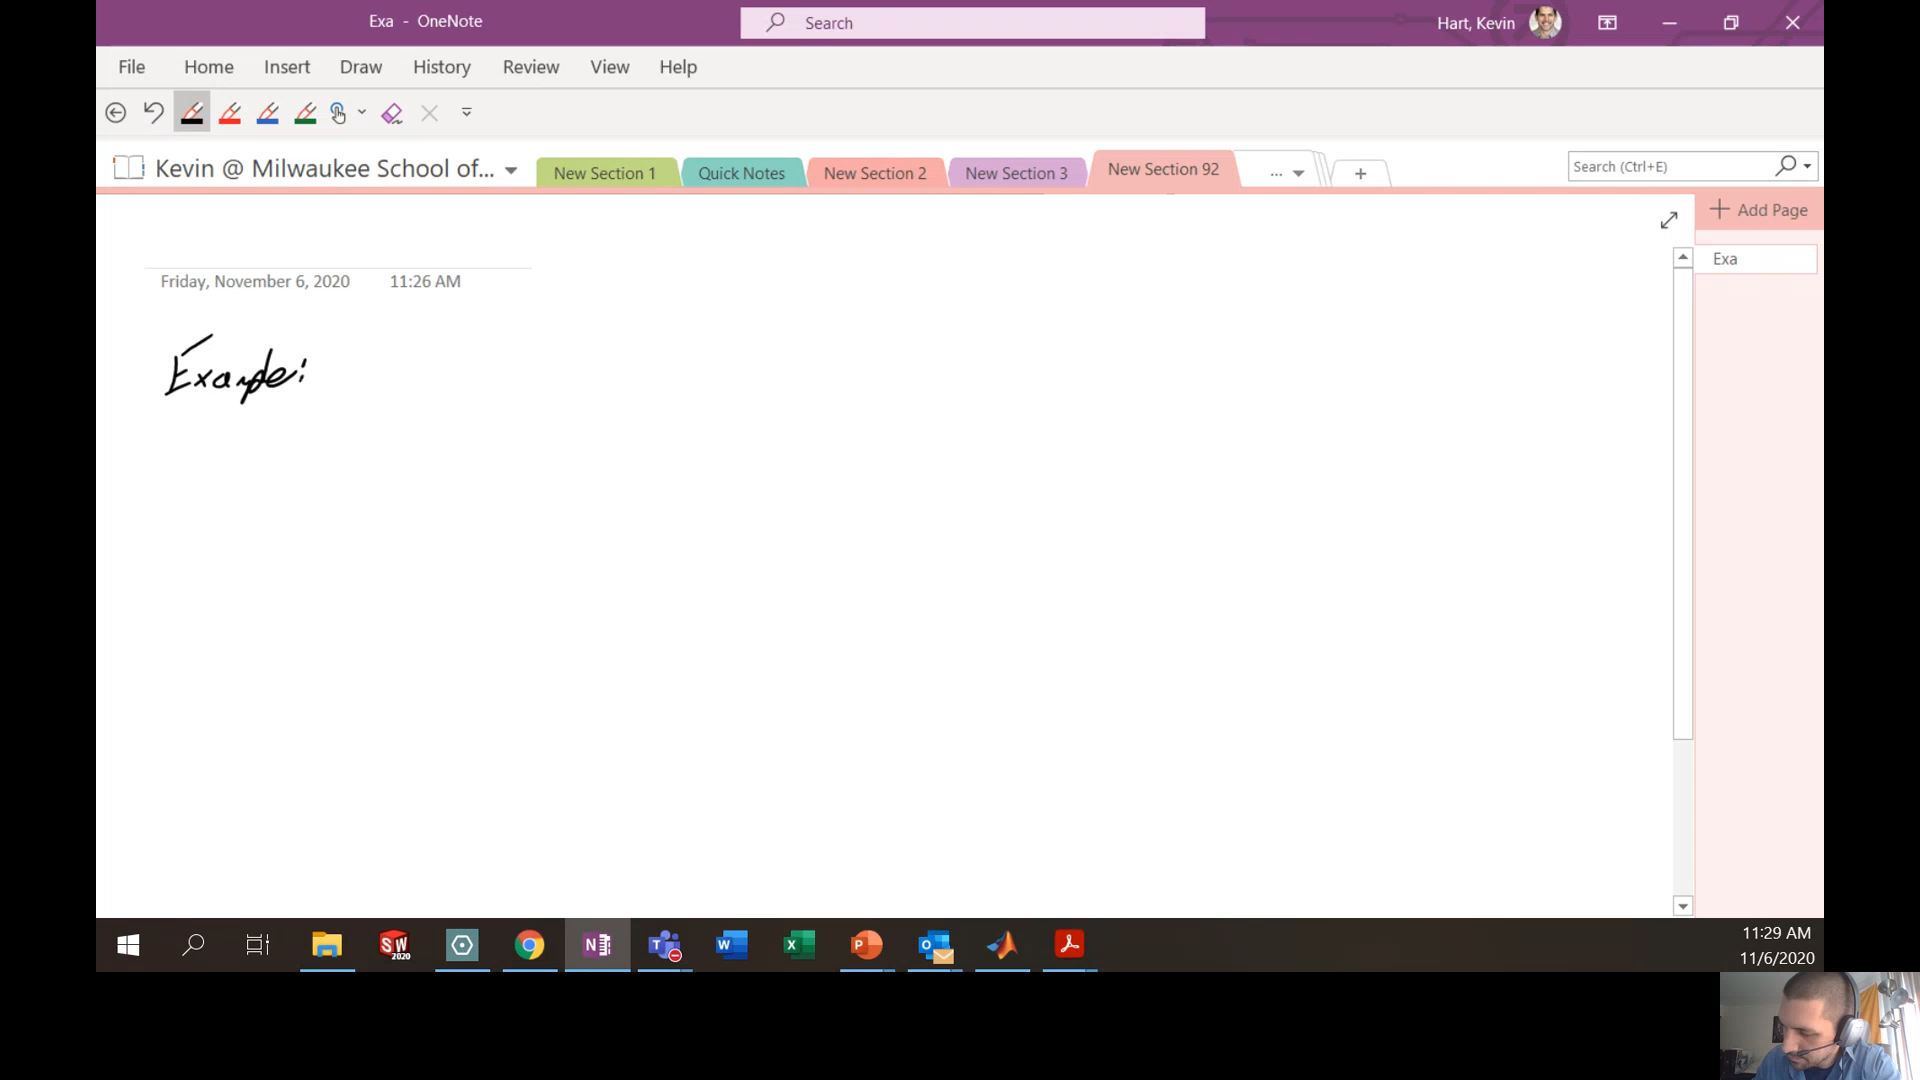 Exa - OneNote
Search
Hart, Kevin
File Home Insert Draw History Review View Help
Kevin @ Milwaukee School of...
New Section 1
Quick Notes
New Section 2
New Section 3
New Section 92
...
Search (Ctrl+E)
Add Page
Exa
Friday, November 6, 2020 11:26 AM
Example:
SW
2020
N
T
W
X
P
O
11:29 AM
11/6/2020